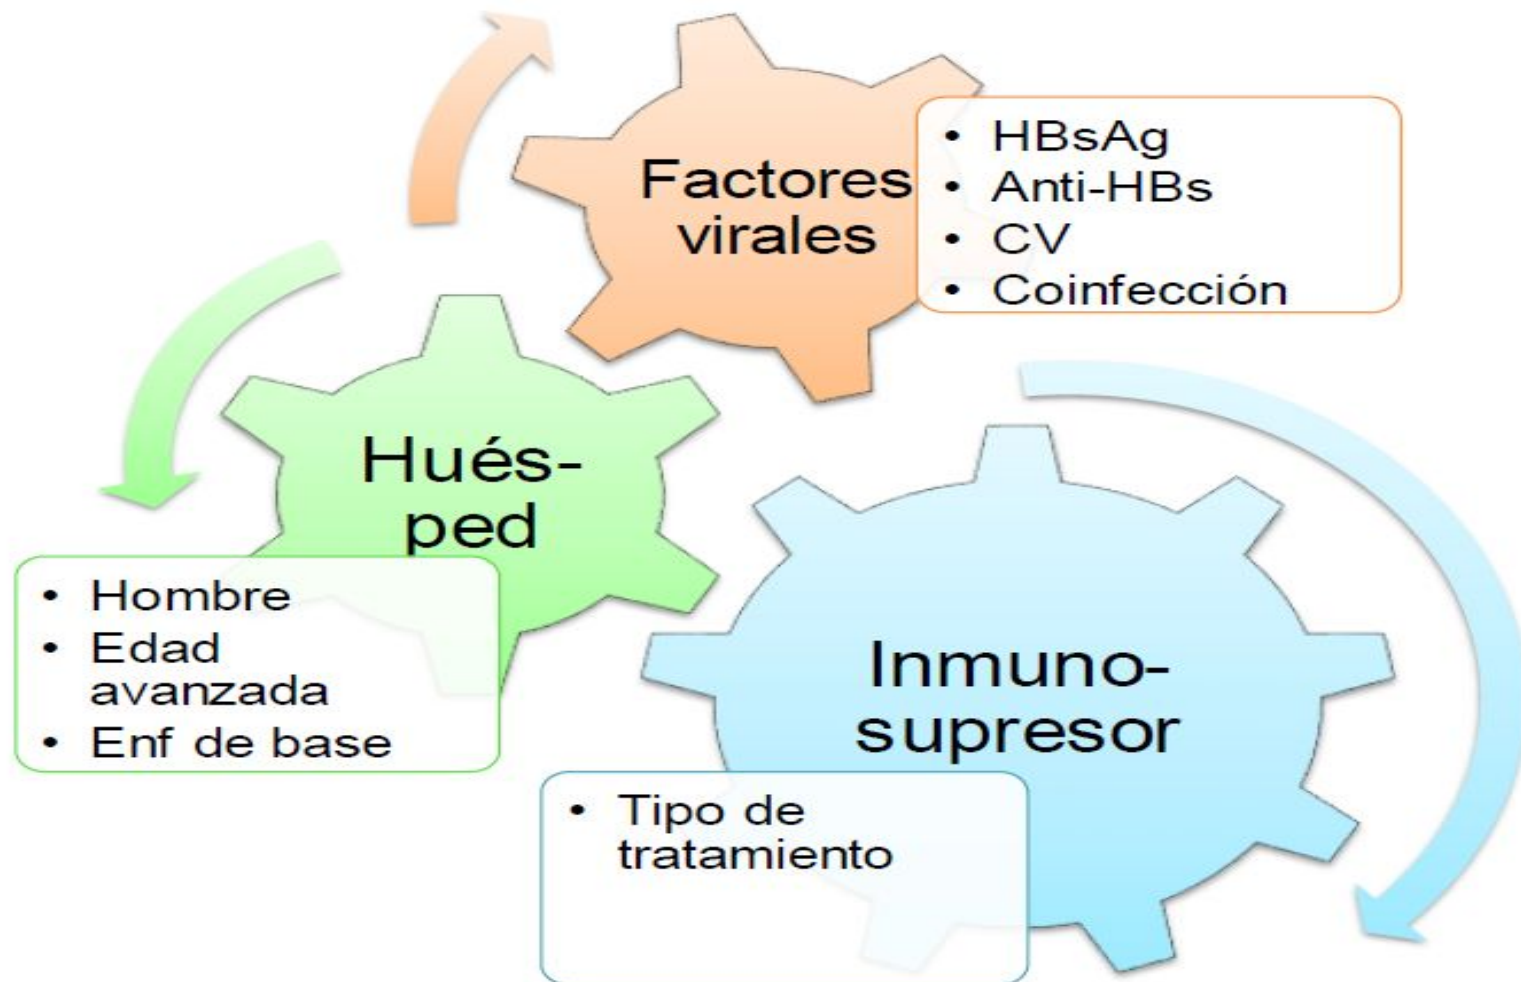 Factores
virales
• HBsAg
• Anti-HBs
• CV
• Coinfección
Hués-
ped
• Hombre
• Edad
avanzada
• Enf de base
Inmuno-
supresor
• Tipo de
tratamiento